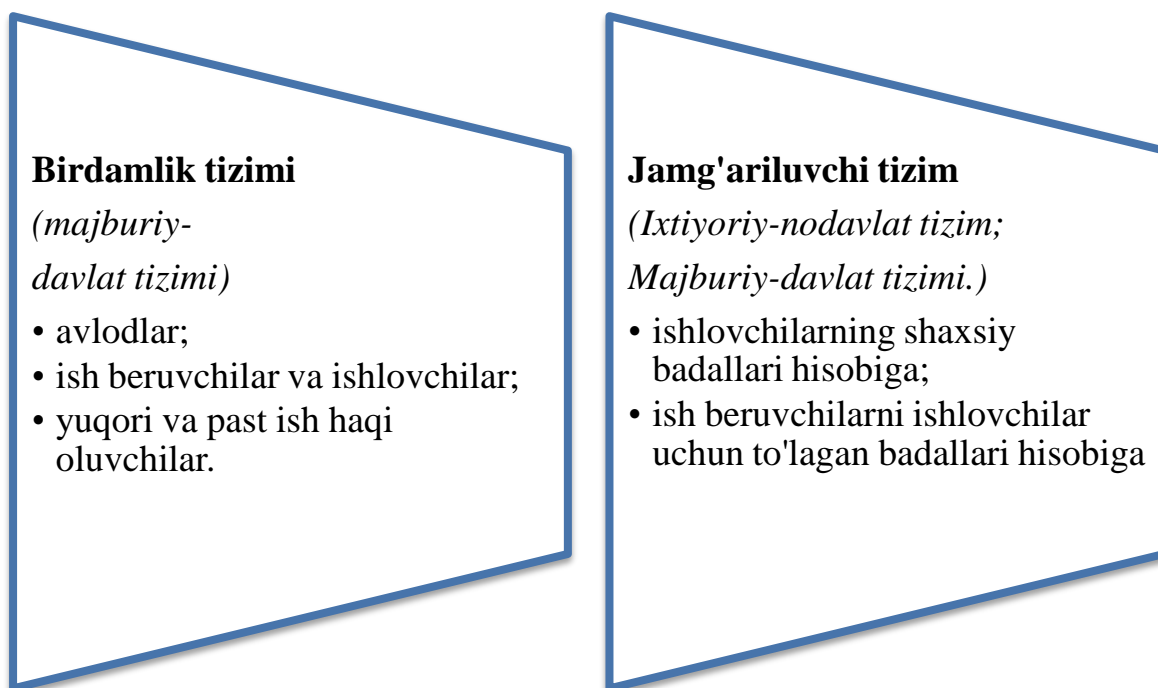 Birdamlik tizimi
(majburiy-
davlat tizimi)
• avlodlar;
• ish beruvchilar va ishlovchilar;
• yuqori va past ish haqi
oluvchilar.
Jamg'ariluvchi tizim
(Ixtiyoriy-nodavlat tizim;
Majburiy-davlat tizimi.)
• ishlovchilarning shaxsiy
badallari hisobiga;
• ish beruvchilarni ishlovchilar
uchun to'lagan badallari hisobiga